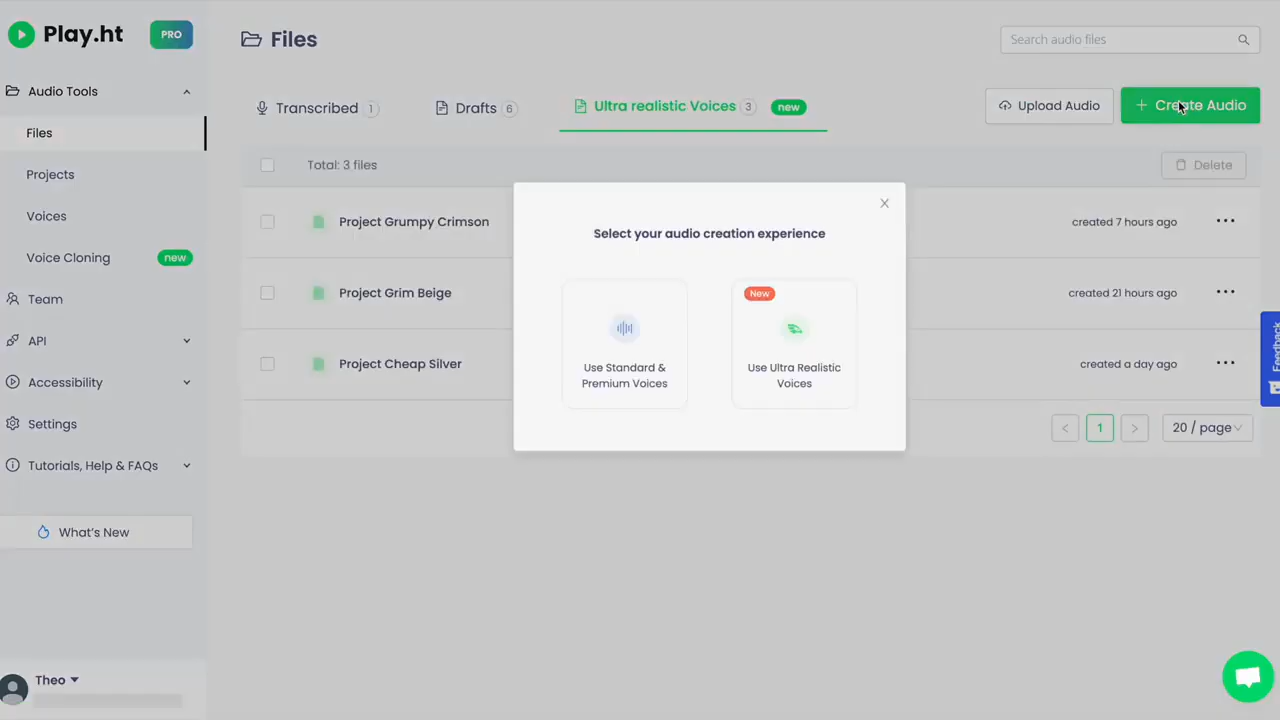 Play.ht PRO
Audio Tools
Files
Projects
Voices
Voice Cloning new
Team
API
Accessibility
Settings
Tutorials, Help & FAQs
What's New
Theo
Files
Search audio files
Transcribed 1
Drafts 6
Ultra realistic Voices 3 new
Upload Audio
+ Create Audio
Total: 3 files
Delete
Project Grumpy Crimson
created 7 hours ago
Project Grim Beige
created 21 hours ago
Project Cheap Silver
created a day ago
< 1 > 20 / page
Select your audio creation experience
Use Standard &
Premium Voices
New
Use Ultra Realistic
Voices
Feedback